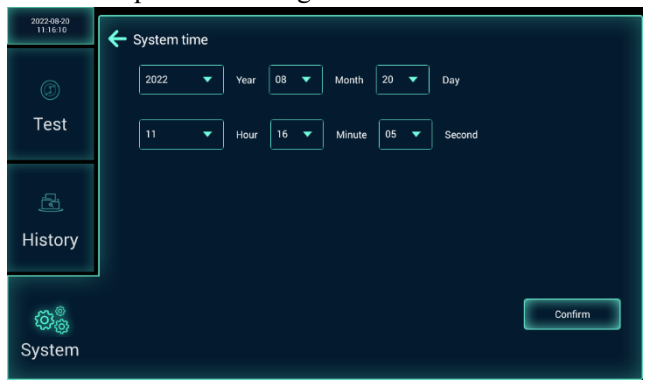 2022-08-20
11:16:10
System time
2022 Year 08 Month 20 Day
Test
11 Hour 16 Minute 05 Second
History
Confirm
System